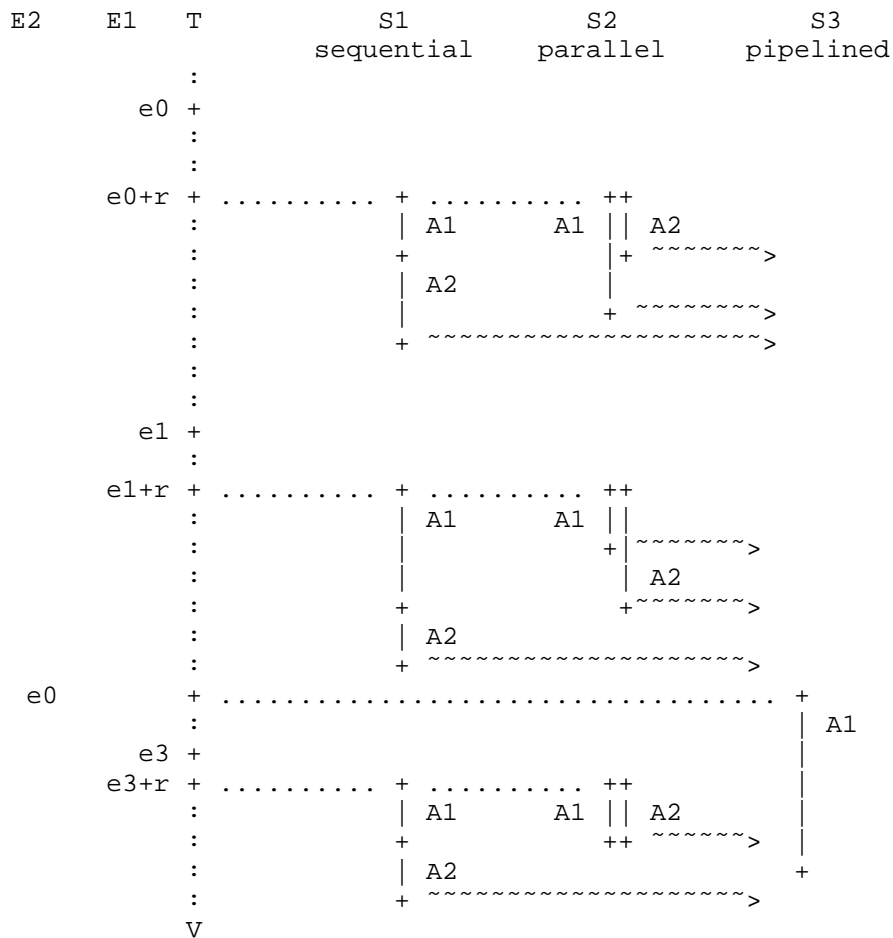 E2    E1  T           S1             S2            S3
                  sequential      parallel     pipelined
          :
       e0 +
          :
          :
     e0+r + .......... + .......... ++
          :            | A1      A1 || A2
          :            +            |+ ~~~~~~~>
          :            | A2         |
          :            |            + ~~~~~~~~>
          :            + ~~~~~~~~~~~~~~~~~~~~~>
          :
          :
       e1 +
          :
     e1+r + .......... + .......... ++
          :            | A1      A1 ||
          :            |            +|~~~~~~~>
          :            |             | A2
          :            +             +~~~~~~~>
          :            | A2
          :            + ~~~~~~~~~~~~~~~~~~~~>
 e0       + .................................. +
          :                                    | A1
       e3 +                                    |
     e3+r + .......... + .......... ++         |
          :            | A1      A1 || A2      |
          :            +            ++ ~~~~~~> |
          :            | A2                    +
          :            + ~~~~~~~~~~~~~~~~~~~~>
          V